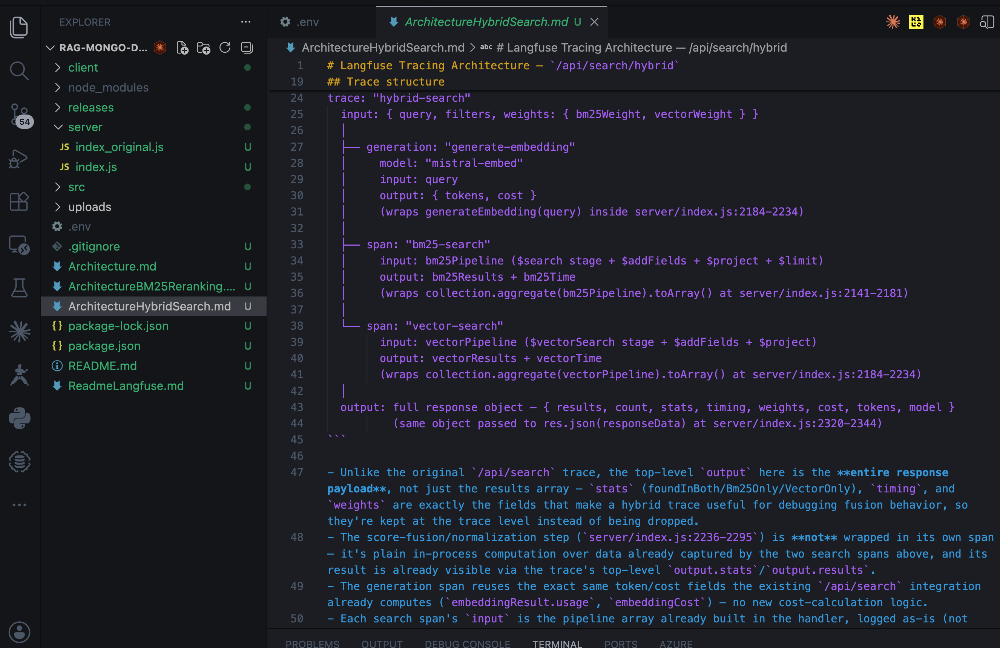 EXPLORER
RAG-MONGO-D...
client
node_modules
releases
server
JS index_original.js U
JS index.js U
src
uploads
.env
.gitignore U
Architecture.md U
ArchitectureBM25Reranking.... U
ArchitectureHybridSearch.md U
{} package-lock.json U
{} package.json U
README.md U
ReadmeLangfuse.md U
54
.env
ArchitectureHybridSearch.md U
ArchitectureHybridSearch.md > abc # Langfuse Tracing Architecture — /api/search/hybrid
1 # Langfuse Tracing Architecture — `/api/search/hybrid`
19 ## Trace structure
24 trace: "hybrid-search"
25 input: { query, filters, weights: { bm25Weight, vectorWeight } }
26 │
27 ├── generation: "generate-embedding"
28 │ model: "mistral-embed"
29 │ input: query
30 │ output: { tokens, cost }
31 │ (wraps generateEmbedding(query) inside server/index.js:2184-2234)
32 │
33 ├── span: "bm25-search"
34 │ input: bm25Pipeline ($search stage + $addFields + $project + $limit)
35 │ output: bm25Results + bm25Time
36 │ (wraps collection.aggregate(bm25Pipeline).toArray() at server/index.js:2141-2181)
37 │
38 └── span: "vector-search"
39 input: vectorPipeline ($vectorSearch stage + $addFields + $project)
40 output: vectorResults + vectorTime
41 (wraps collection.aggregate(vectorPipeline).toArray() at server/index.js:2184-2234)
42 │
43 output: full response object — { results, count, stats, timing, weights, cost, tokens, model }
44 (same object passed to res.json(responseData) at server/index.js:2320-2344)
45 ```
46
47 - Unlike the original `/api/search` trace, the top-level `output` here is the **entire response
payload**, not just the results array — `stats` (foundInBoth/Bm25Only/VectorOnly), `timing`, and
`weights` are exactly the fields that make a hybrid trace useful for debugging fusion behavior, so
they're kept at the trace level instead of being dropped.
48 - The score-fusion/normalization step (`server/index.js:2236-2295`) is **not** wrapped in its own span
— it's plain in-process computation over data already captured by the two search spans above, and its
result is already visible via the trace's top-level `output.stats`/`output.results`.
49 - The generation span reuses the exact same token/cost fields the existing `/api/search` integration
already computes (`embeddingResult.usage`, `embeddingCost`) — no new cost-calculation logic.
50 - Each search span's `input` is the pipeline array already built in the handler, logged as-is (not
PROBLEMS OUTPUT DEBUG CONSOLE TERMINAL PORTS AZURE